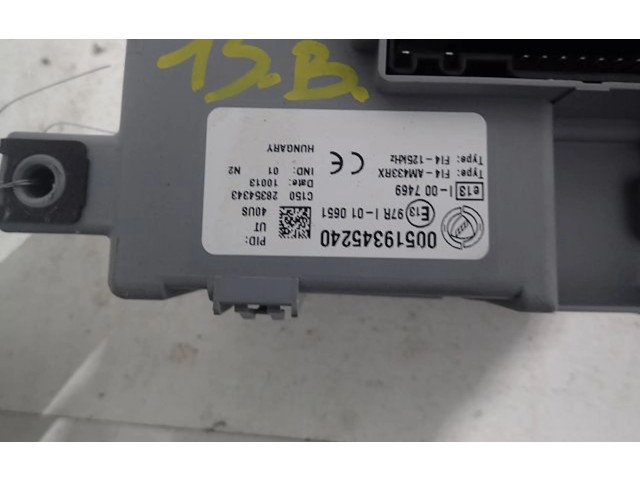 1S.B.
00519345240
E13 97R I-01 0651
e13 I-00 7469
Type: FI4-AM433RX
Type: FI4-125kHz
PID:
UT
40US
C150 28354343
Date: 10013 N2
IND: 01
HUNGARY
CE